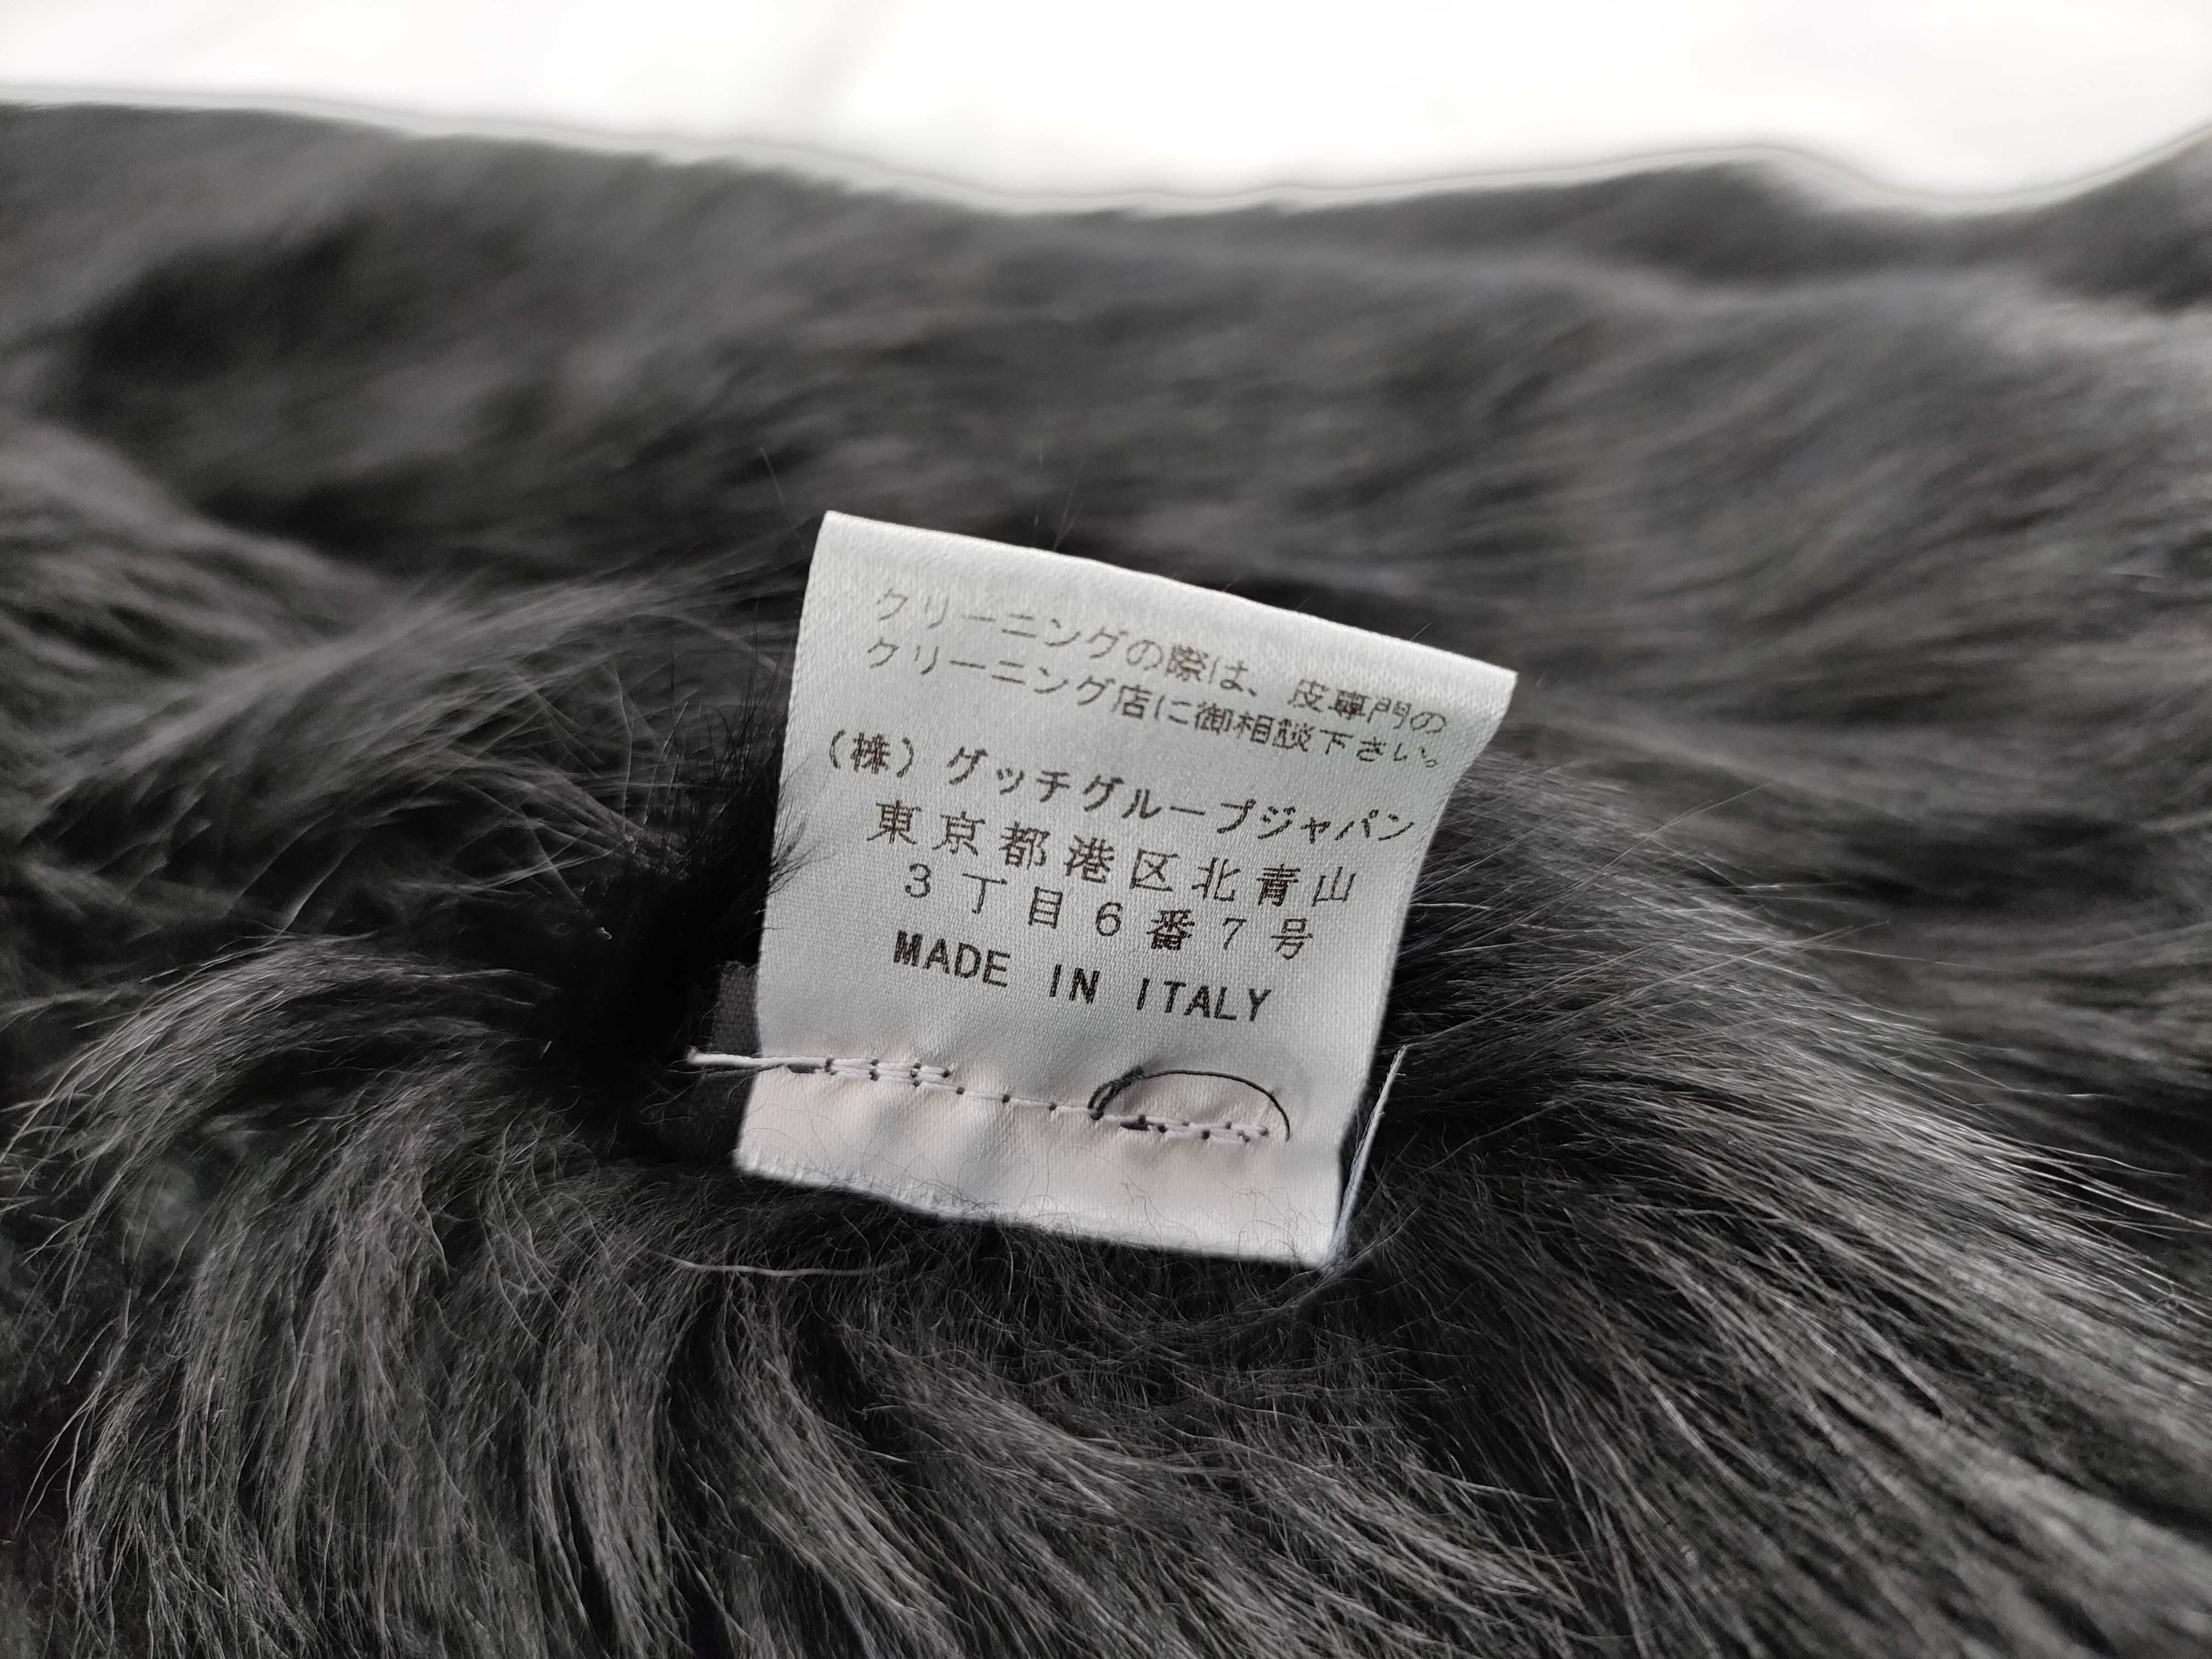 クリーニングの際は、皮専門の
クリーニング店に御相談下さい。
(株)グッチグループジャパン
東京都港区北青山
3丁目6番7号
MADE IN ITALY